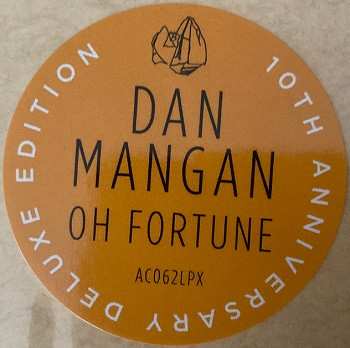 DAN
MANGAN
OH FORTUNE
AC062LPX
10TH ANNIVERSARY DELUXE EDITION